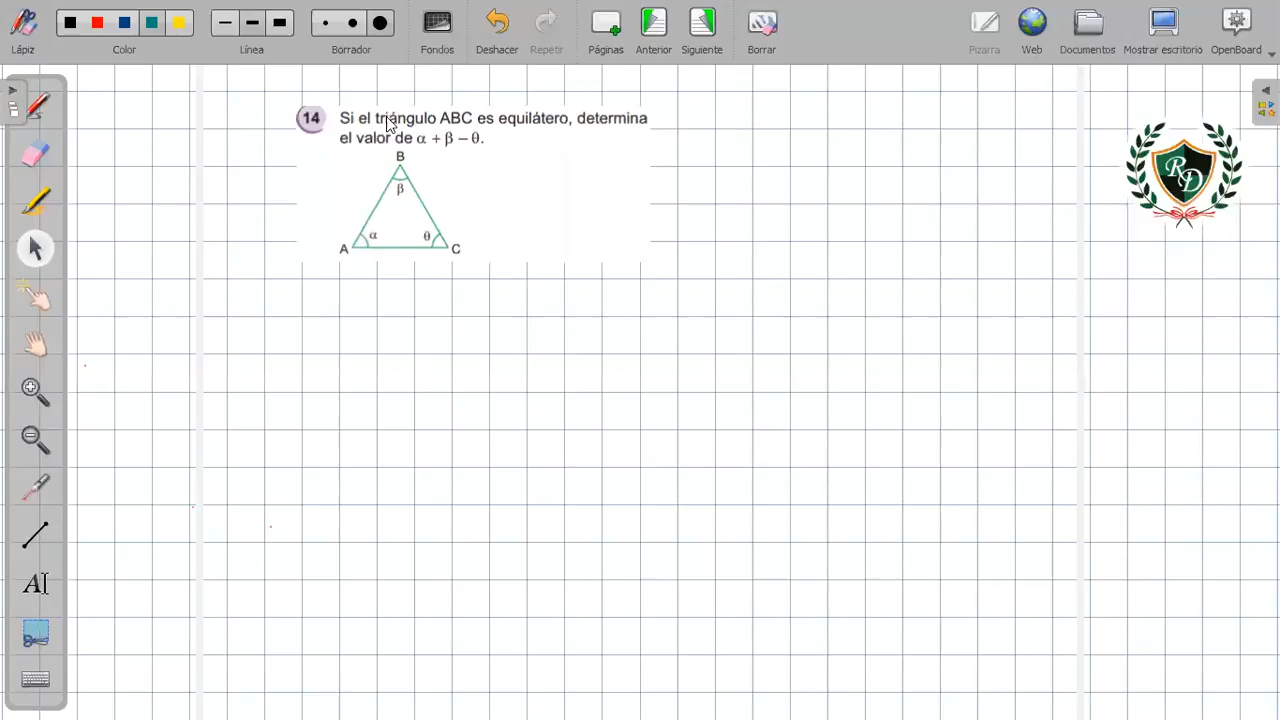 Lápiz Color Línea Borrador Fondos Deshacer Repetir Páginas Anterior Siguiente Borrar Pizarra Web Documentos Mostrar escritorio OpenBoard
14 Si el triángulo ABC es equilátero, determina
el valor de α + β − θ.
B
β
α θ
A C
RD
A